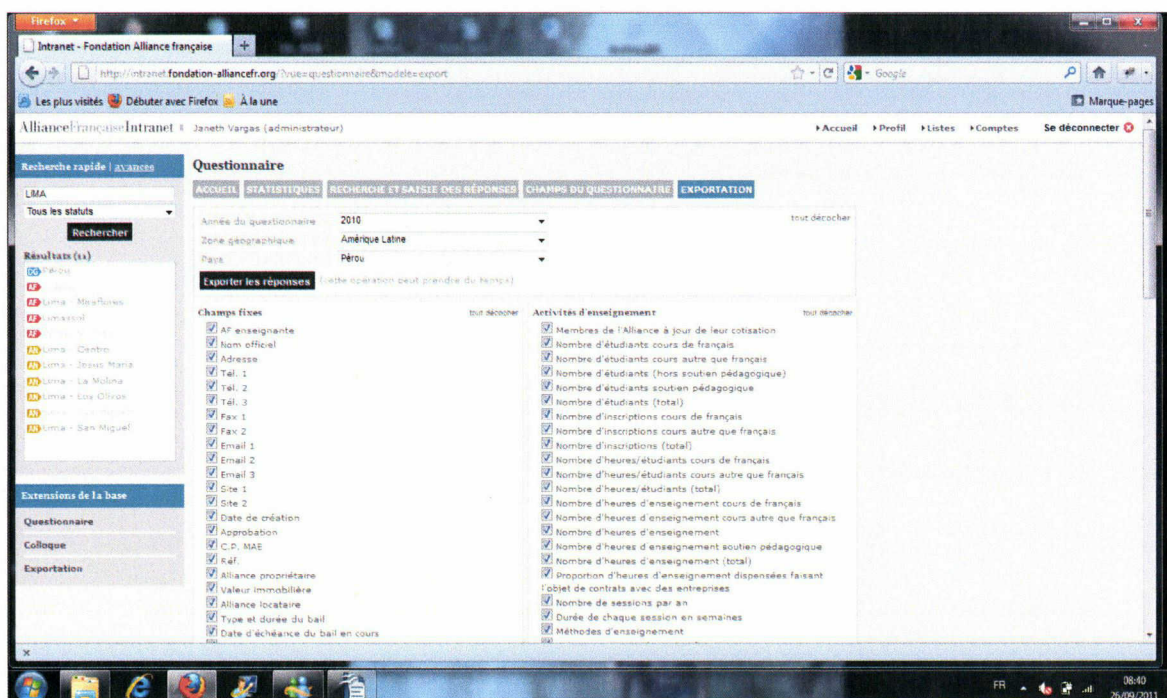 Firefox
Intranet - Fondation Alliance française
http://intranet.fondation-alliancefr.org/?vue=questionnaire&modele=export
Google
Les plus visités Débuter avec Firefox À la une
Marque-pages
AllianceFrançaiseIntranet Janeth Vargas (administrateur)
Accueil Profil Listes Comptes Se déconnecter
Recherche rapide | avancée
LIMA
Tous les statuts
Rechercher
Résultats (11)
DG Pérou
AF
AF Lima - Miraflores
AF Limassol
AF
AN Lima - Centro
AN Lima - Jesus Maria
AN Lima - La Molina
AN Lima - Los Olivos
AN
AN Lima - San Miguel
Extensions de la base
Questionnaire
Colloque
Exportation
Questionnaire
ACCUEIL STATISTIQUES RECHERCHE ET SAISIE DES RÉPONSES CHAMPS DU QUESTIONNAIRE EXPORTATION
Année du questionnaire 2010
tout décocher
Zone géographique Amérique Latine
Pays Pérou
Exporter les réponses (cette opération peut prendre du temps)
Champs fixes tout décocher
AF enseignante
Nom officiel
Adresse
Tél. 1
Tél. 2
Tél. 3
Fax 1
Fax 2
Email 1
Email 2
Email 3
Site 1
Site 2
Date de création
Approbation
C.P. MAE
Réf.
Alliance propriétaire
Valeur immobilière
Alliance locataire
Type et durée du bail
Date d'échéance du bail en cours
Activités d'enseignement tout décocher
Membres de l'Alliance à jour de leur cotisation
Nombre d'étudiants cours de français
Nombre d'étudiants cours autre que français
Nombre d'étudiants (hors soutien pédagogique)
Nombre d'étudiants soutien pédagogique
Nombre d'étudiants (total)
Nombre d'inscriptions cours de français
Nombre d'inscriptions cours autre que français
Nombre d'inscriptions (total)
Nombre d'heures/étudiants cours de français
Nombre d'heures/étudiants cours autre que français
Nombre d'heures/étudiants (total)
Nombre d'heures d'enseignement cours de français
Nombre d'heures d'enseignement cours autre que français
Nombre d'heures d'enseignement
Nombre d'heures d'enseignement soutien pédagogique
Nombre d'heures d'enseignement (total)
Proportion d'heures d'enseignement dispensées faisant
l'objet de contrats avec des entreprises
Nombre de sessions par an
Durée de chaque session en semaines
Méthodes d'enseignement
FR
08:40
26/09/2011